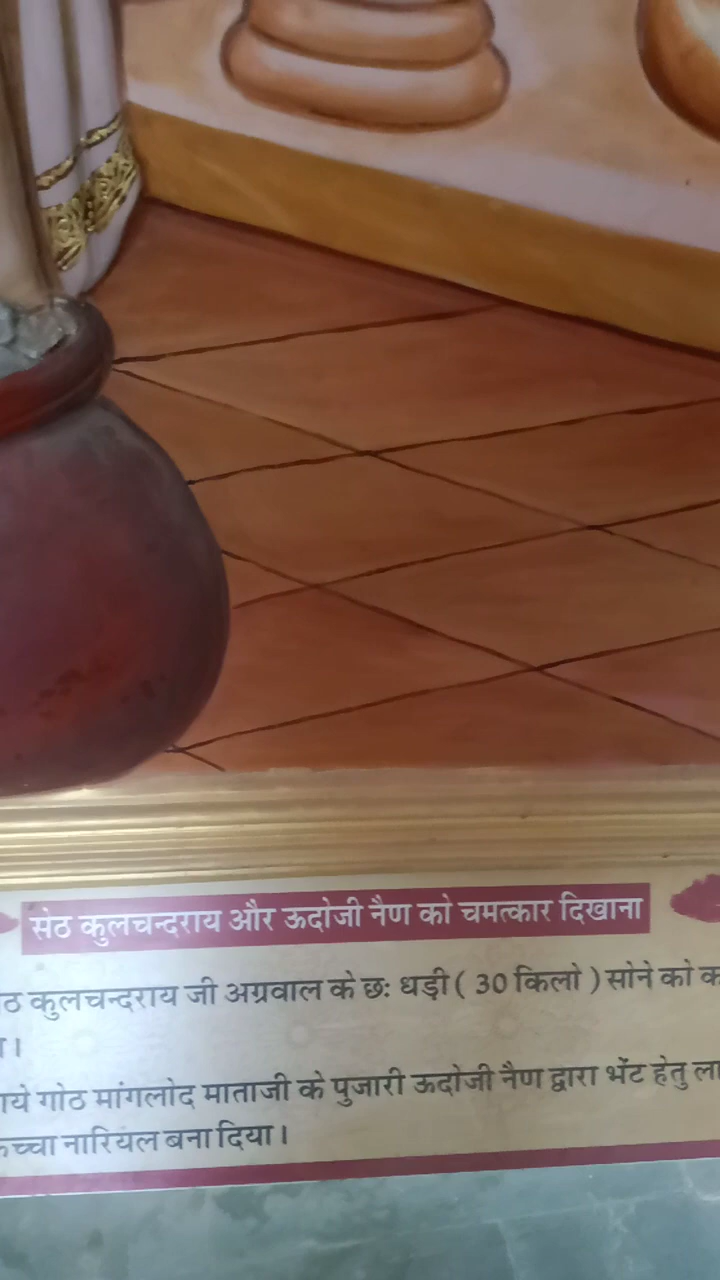 सेठ कुलचन्दराय और ऊदोजी नैण को चमत्कार दिखाना
कुलचन्दराय जी अग्रवाल के छः धड़ी ( 30 किलो ) सोने को
।
गोठ मांगलोद माताजी के पुजारी ऊदोजी नैण द्वारा भेंट हेतु
नारियल बना दिया।